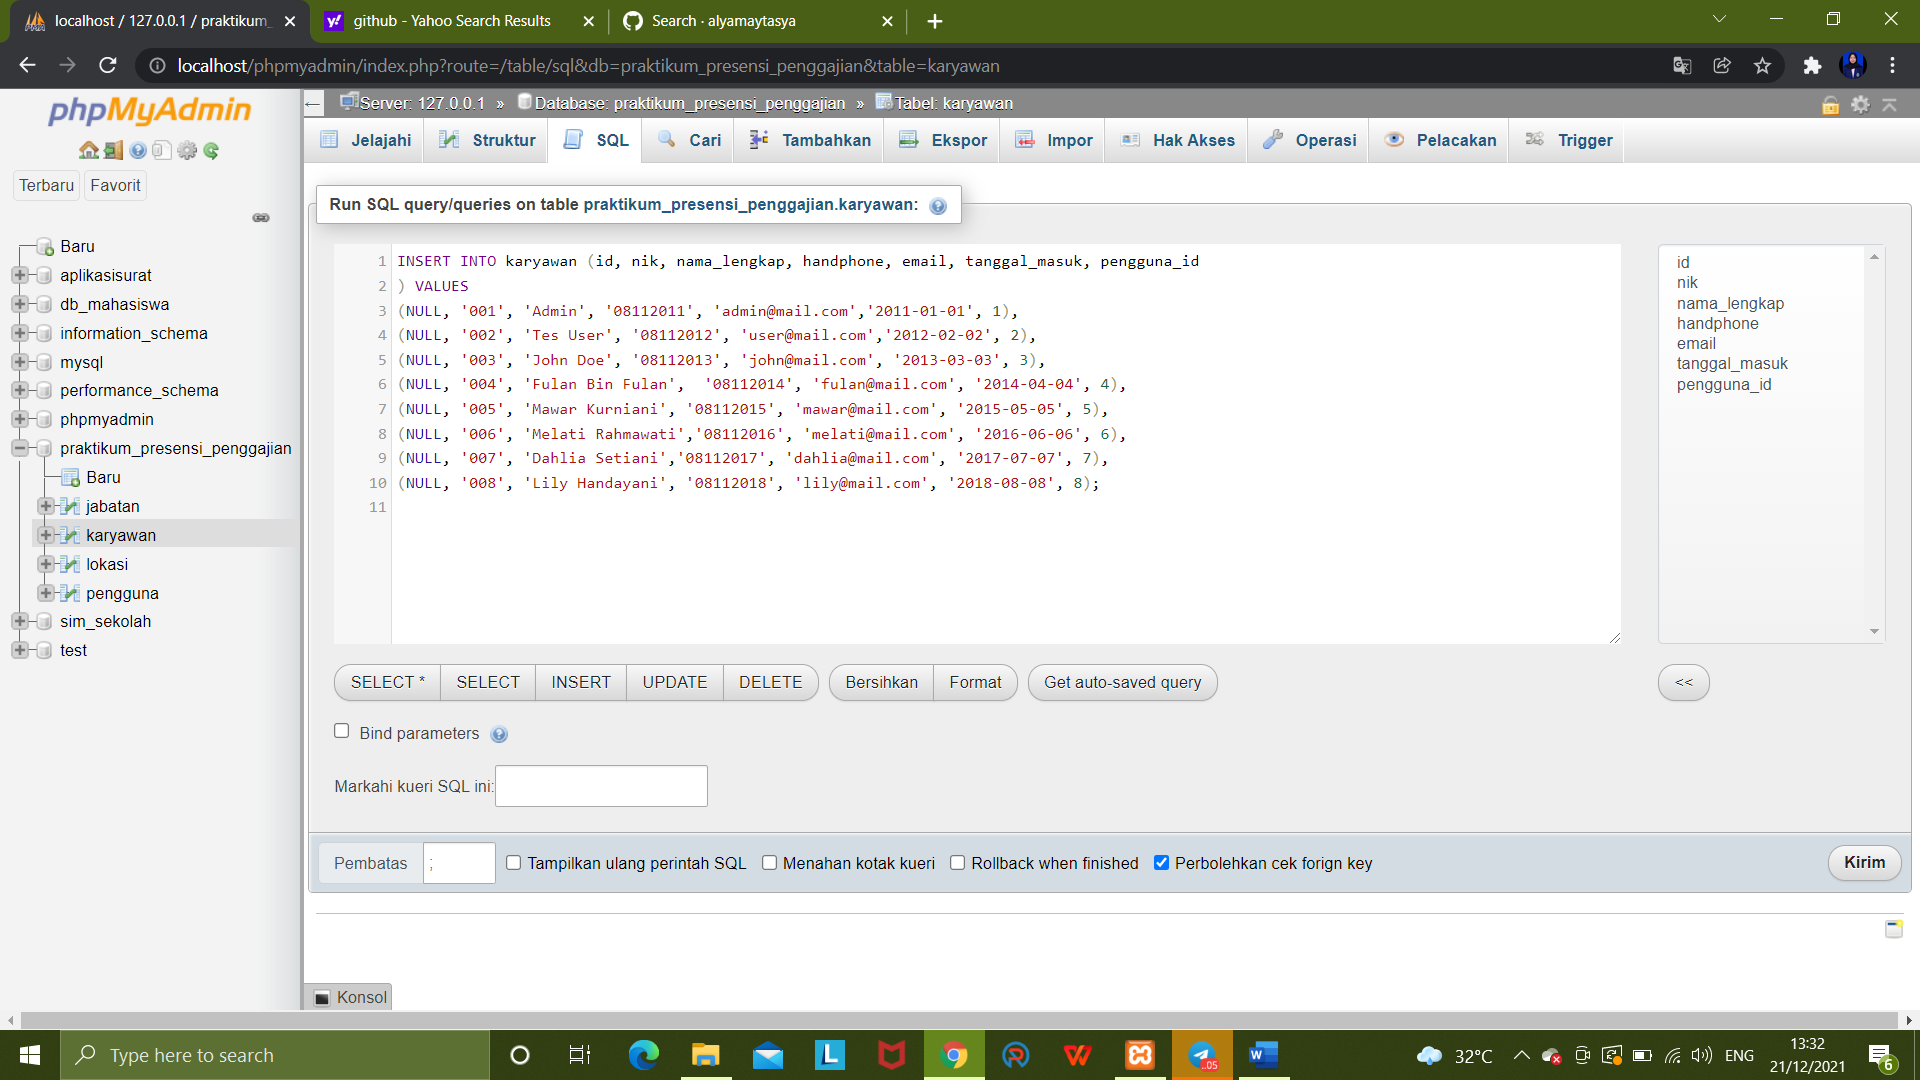 localhost / 127.0.0.1 / praktikum_
github - Yahoo Search Results
Search · alyamaytasya
localhost/phpmyadmin/index.php?route=/table/sql&db=praktikum_presensi_penggajian&table=karyawan
phpMyAdmin
Terbaru
Favorit
Baru
aplikasisurat
db_mahasiswa
information_schema
mysql
performance_schema
phpmyadmin
praktikum_presensi_penggajian
Baru
jabatan
karyawan
lokasi
pengguna
sim_sekolah
test
Server: 127.0.0.1 » Database: praktikum_presensi_penggajian » Tabel: karyawan
Jelajahi
Struktur
SQL
Cari
Tambahkan
Ekspor
Impor
Hak Akses
Operasi
Pelacakan
Trigger
Run SQL query/queries on table praktikum_presensi_penggajian.karyawan:
1 INSERT INTO karyawan (id, nik, nama_lengkap, handphone, email, tanggal_masuk, pengguna_id
2 ) VALUES
3 (NULL, '001', 'Admin', '08112011', 'admin@mail.com','2011-01-01', 1),
4 (NULL, '002', 'Tes User', '08112012', 'user@mail.com','2012-02-02', 2),
5 (NULL, '003', 'John Doe', '08112013', 'john@mail.com', '2013-03-03', 3),
6 (NULL, '004', 'Fulan Bin Fulan',  '08112014', 'fulan@mail.com', '2014-04-04', 4),
7 (NULL, '005', 'Mawar Kurniani', '08112015', 'mawar@mail.com', '2015-05-05', 5),
8 (NULL, '006', 'Melati Rahmawati','08112016', 'melati@mail.com', '2016-06-06', 6),
9 (NULL, '007', 'Dahlia Setiani','08112017', 'dahlia@mail.com', '2017-07-07', 7),
10 (NULL, '008', 'Lily Handayani', '08112018', 'lily@mail.com', '2018-08-08', 8);
11
id
nik
nama_lengkap
handphone
email
tanggal_masuk
pengguna_id
SELECT *
SELECT
INSERT
UPDATE
DELETE
Bersihkan
Format
Get auto-saved query
<<
Bind parameters
Markahi kueri SQL ini:
Pembatas
;
Tampilkan ulang perintah SQL
Menahan kotak kueri
Rollback when finished
Perbolehkan cek forign key
Kirim
Konsol
Type here to search
..05
32°C
ENG
13:32
21/12/2021
6